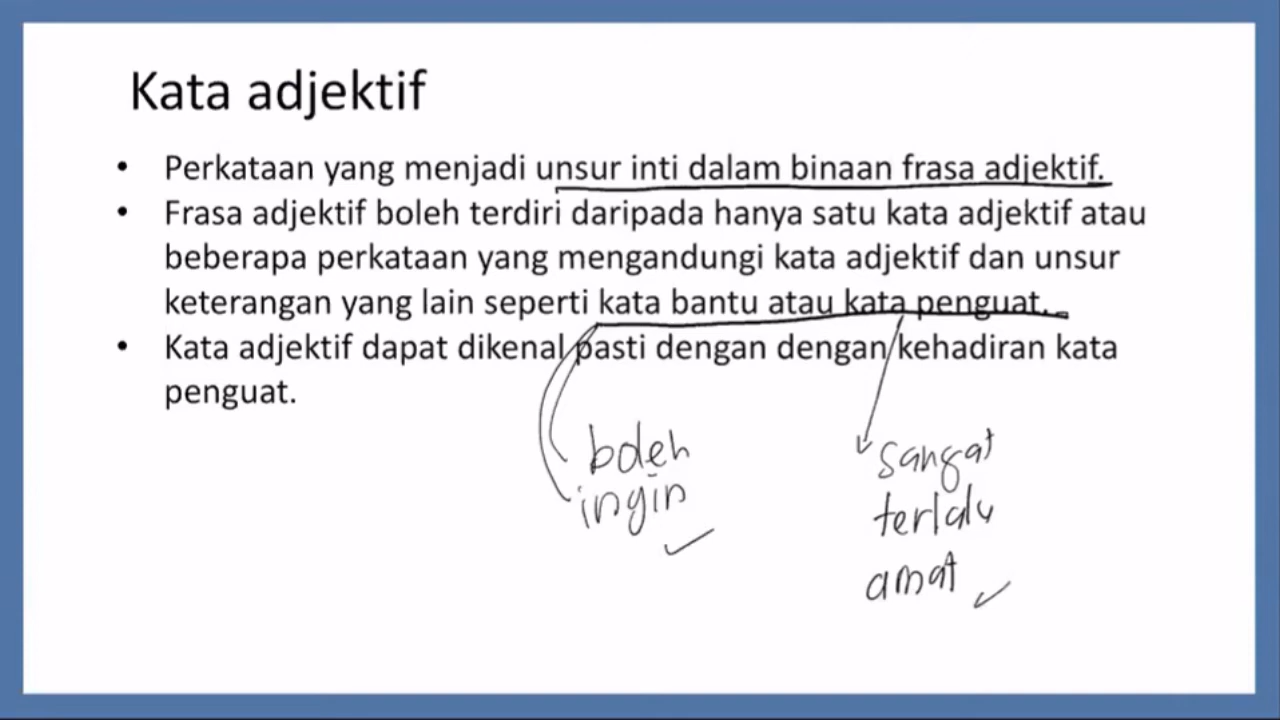 Kata adjektif
• Perkataan yang menjadi unsur inti dalam binaan frasa adjektif.
• Frasa adjektif boleh terdiri daripada hanya satu kata adjektif atau
beberapa perkataan yang mengandungi kata adjektif dan unsur
keterangan yang lain seperti kata bantu atau kata penguat.
• Kata adjektif dapat dikenal pasti dengan dengan kehadiran kata
penguat.
boleh
ingin
sangat
terlalu
amat